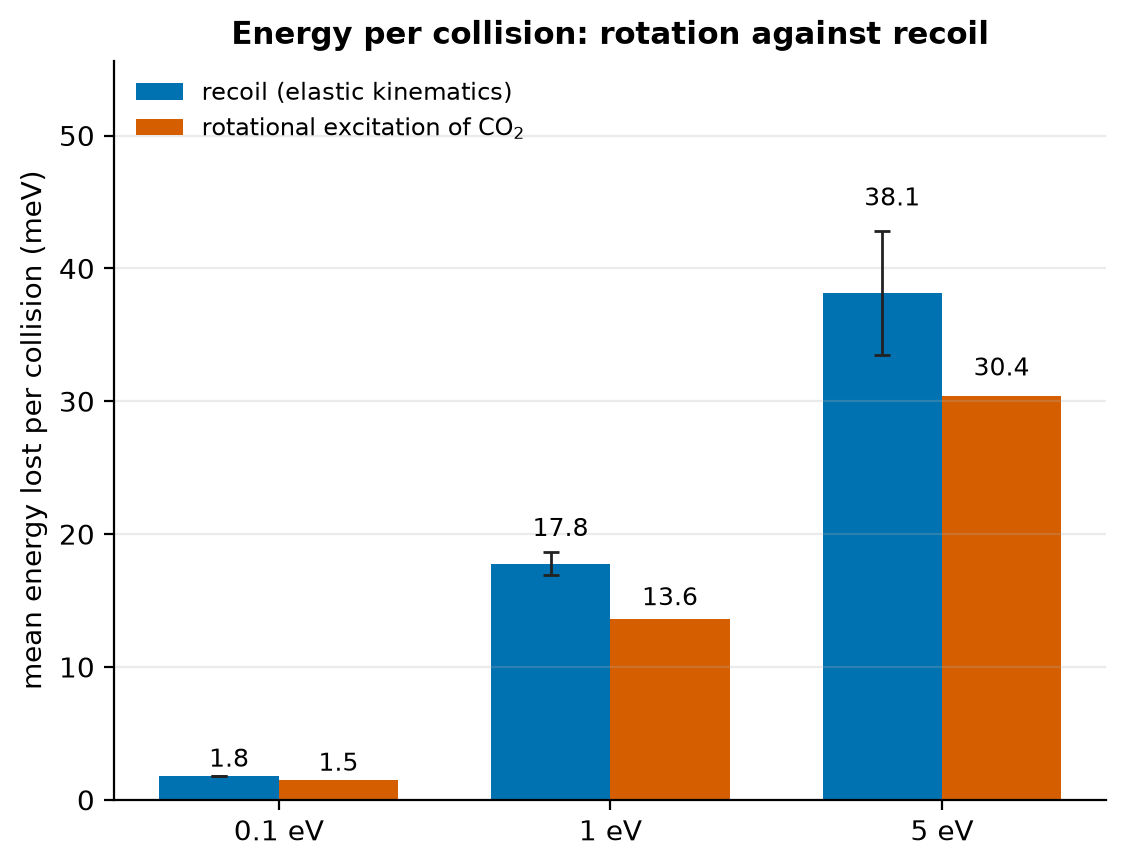 Energy per collision: rotation against recoil
recoil (elastic kinematics)
rotational excitation of CO₂
mean energy lost per collision (meV)
50
40
30
20
10
0
38.1
30.4
17.8
13.6
1.8
1.5
0.1 eV
1 eV
5 eV